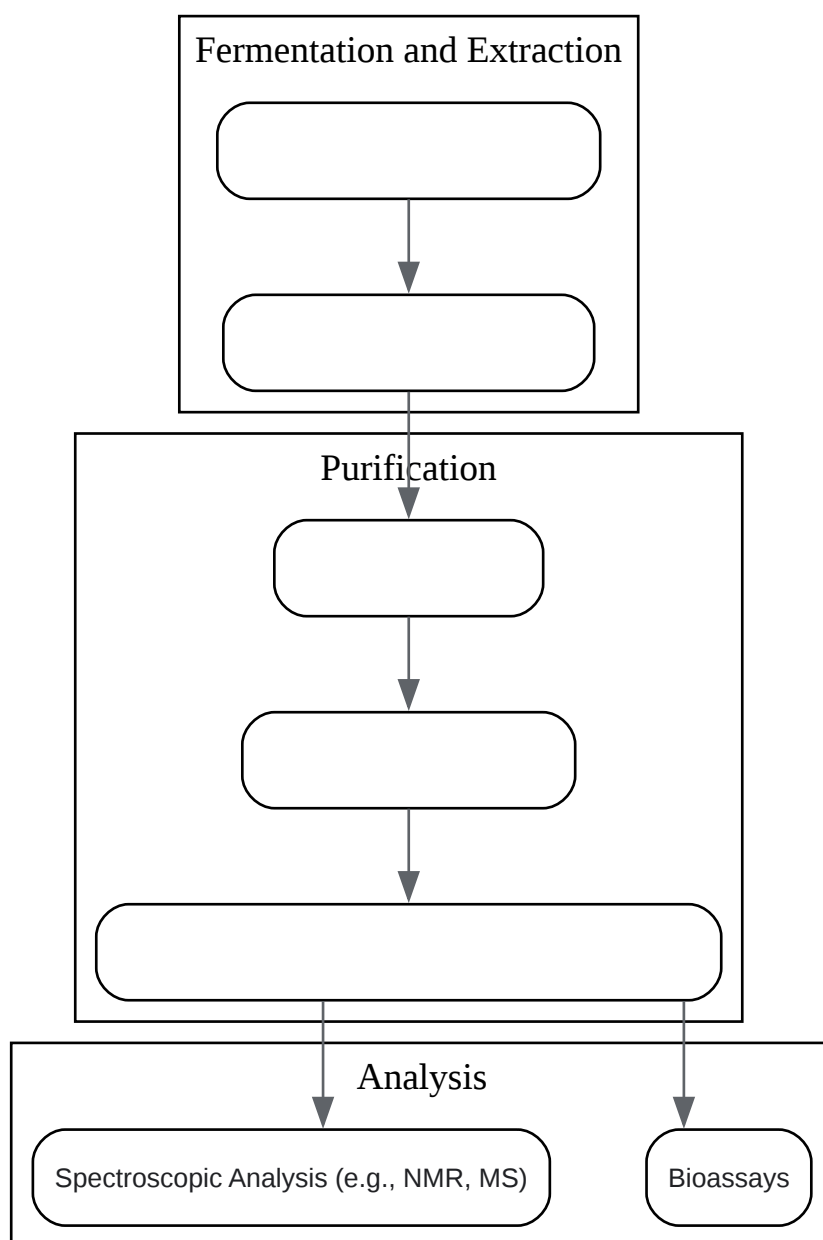 Fermentation and Extraction
Purification
Analysis
Spectroscopic Analysis (e.g., NMR, MS)
Bioassays